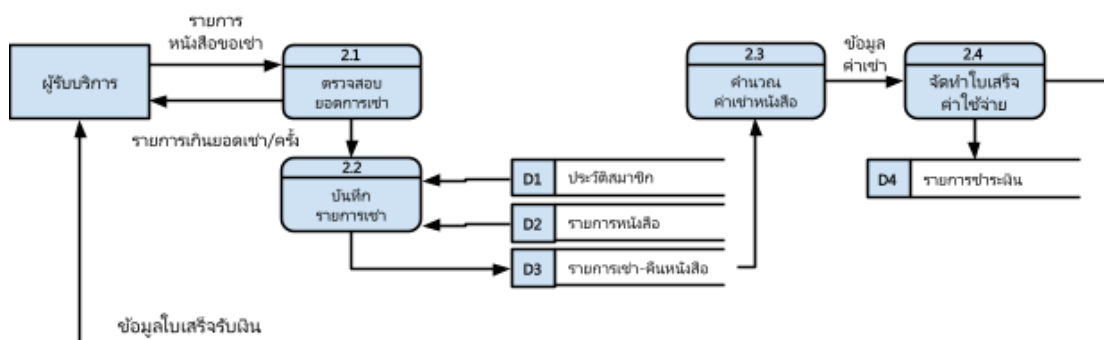 รายการ
หนังสือขอเช่า
ผู้รับบริการ
2.1
ตรวจสอบ
ยอดการเช่า
รายการเกินยอดเช่า/ครั้ง
2.2
บันทึก
รายการเช่า
D1 ประวัติสมาชิก
D2 รายการหนังสือ
D3 รายการเช่า-คืนหนังสือ
2.3
คำนวณ
ค่าเช่าหนังสือ
ข้อมูล
ค่าเช่า
2.4
จัดทำใบเสร็จ
ค่าใช้จ่าย
D4 รายการชำระเงิน
ข้อมูลใบเสร็จรับเงิน